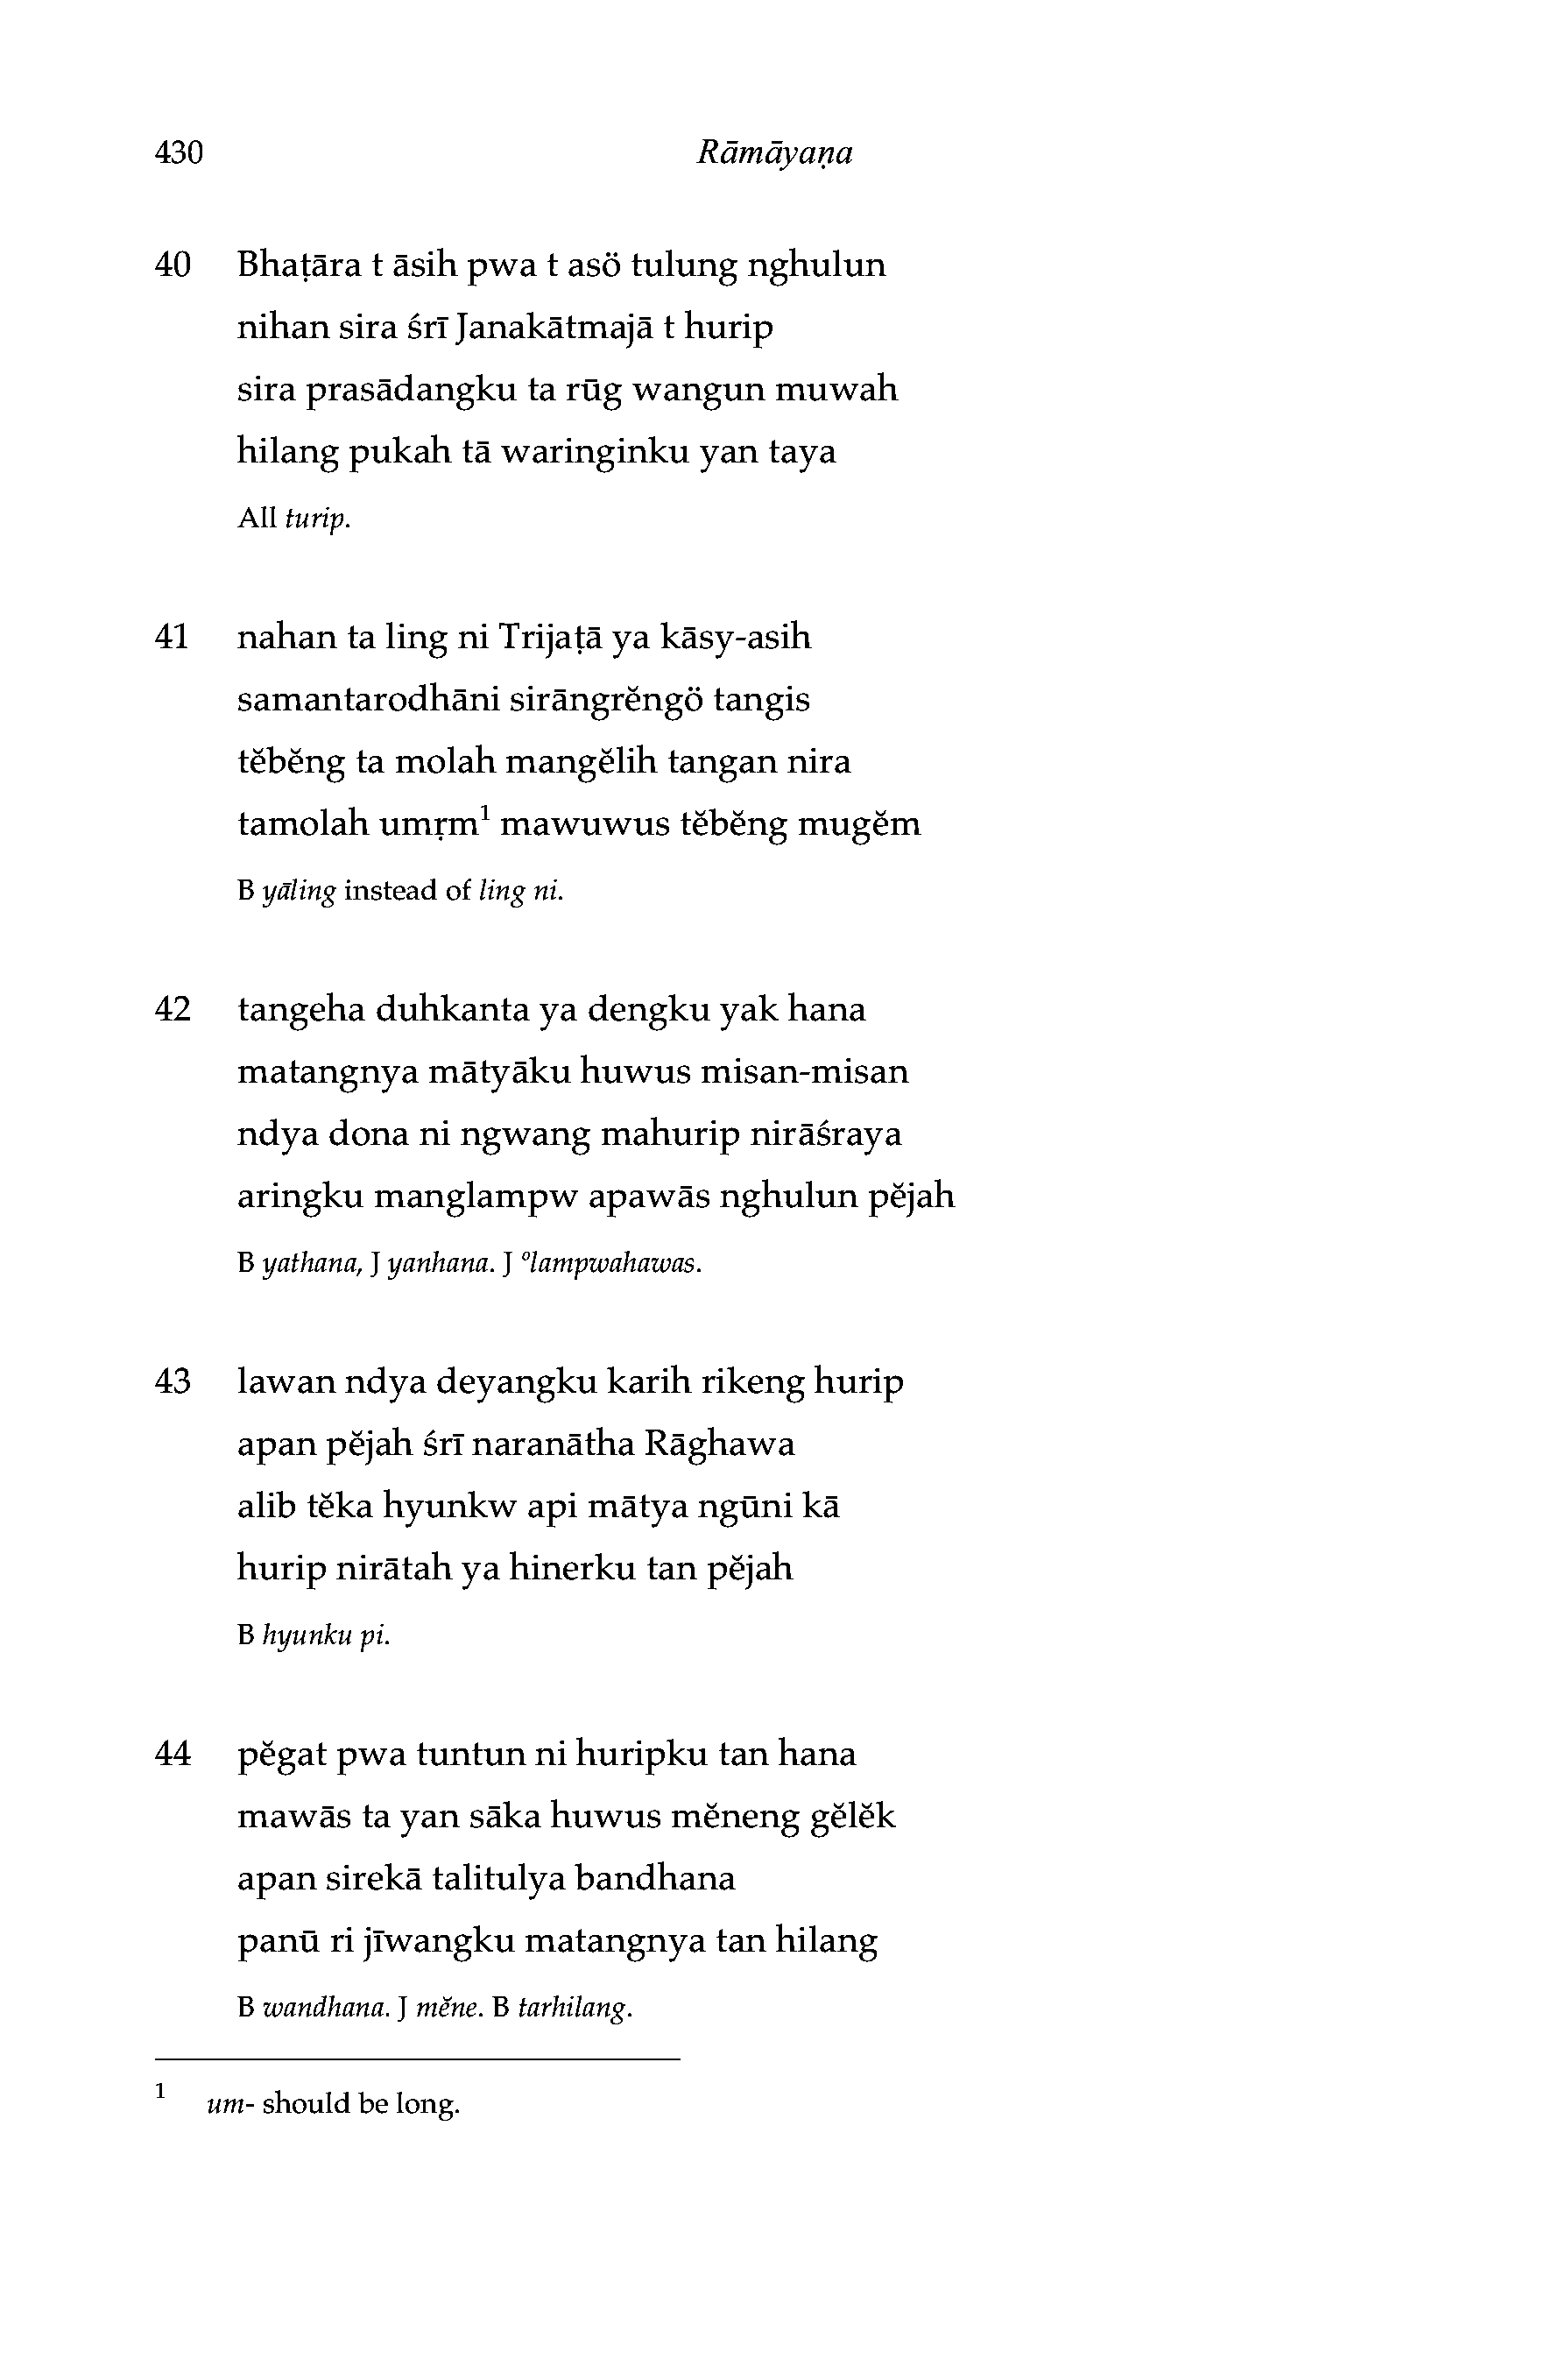 430 Rāmāyaṇa
40 Bhaṭāra t āsih pwa t asö tulung nghulun
nihan sira śrī Janakātmajā t hurip
sira prasādangku ta rūg wangun muwah
hilang pukah tā waringinku yan taya
All turip.
41 nahan ta ling ni Trijaṭā ya kāsy-asih
samantarodhāni sirāngrĕngö tangis
tĕbĕng ta molah mangĕlih tangan nira
tamolah umṛm¹ mawuwus tĕbĕng mugĕm
B yāling instead of ling ni.
42 tangeha duhkanta ya dengku yak hana
matangnya mātyāku huwus misan-misan
ndya dona ni ngwang mahurip nirāśraya
aringku manglampw apawās nghulun pĕjah
B yathana, J yanhana. J ºlampwahawas.
43 lawan ndya deyangku karih rikeng hurip
apan pĕjah śrī naranātha Rāghawa
alib tĕka hyunkw api mātya ngūni kā
hurip nirātah ya hinerku tan pĕjah
B hyunku pi.
44 pĕgat pwa tuntun ni huripku tan hana
mawās ta yan sāka huwus mĕneng gĕlĕk
apan sirekā talitulya bandhana
panū ri jīwangku matangnya tan hilang
B wandhana. J mĕne. B tarhilang.
¹ um- should be long.